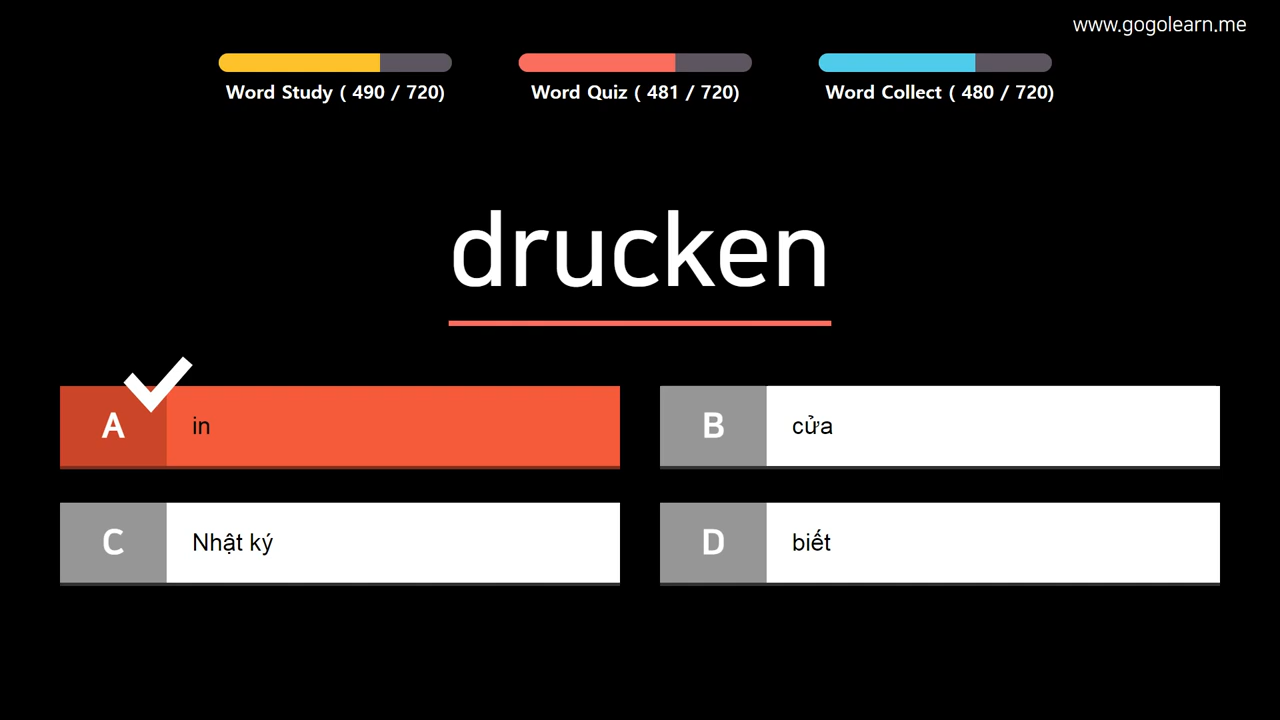 www.gogolearn.me
Word Study ( 490 / 720)
Word Quiz ( 481 / 720)
Word Collect ( 480 / 720)
drucken
A in
B cửa
C Nhật ký
D biết